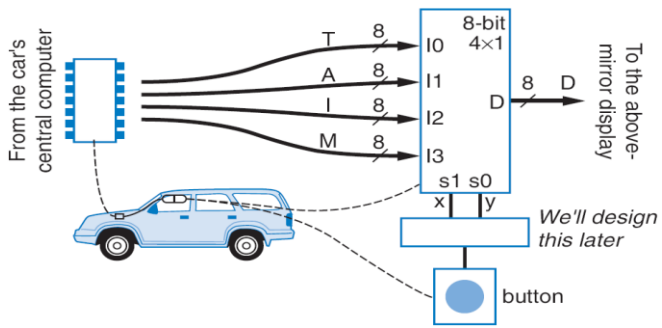 From the car's
central computer
T
8
A
8
I
8
M
8
I0
I1
I2
I3
8-bit
4×1
D
s1 s0
x
y
8
D
To the above-
mirror display
We'll design
this later
button